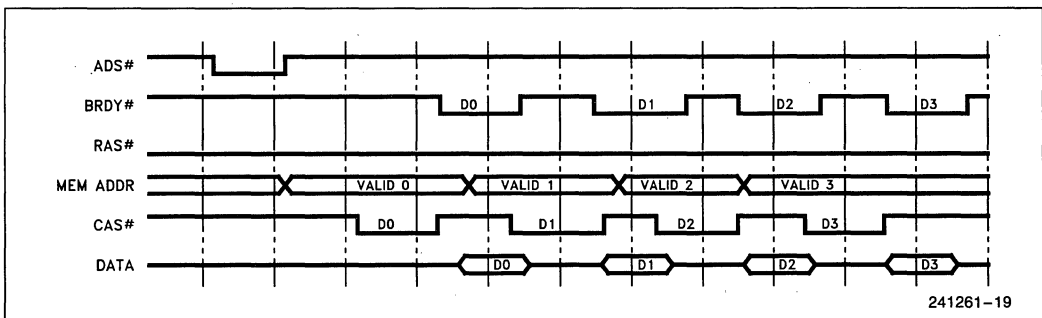 ADS#
BRDY# D0 D1 D2 D3
RAS#
MEM ADDR VALID 0 VALID 1 VALID 2 VALID 3
CAS# D0 D1 D2 D3
DATA D0 D1 D2 D3
241261-19